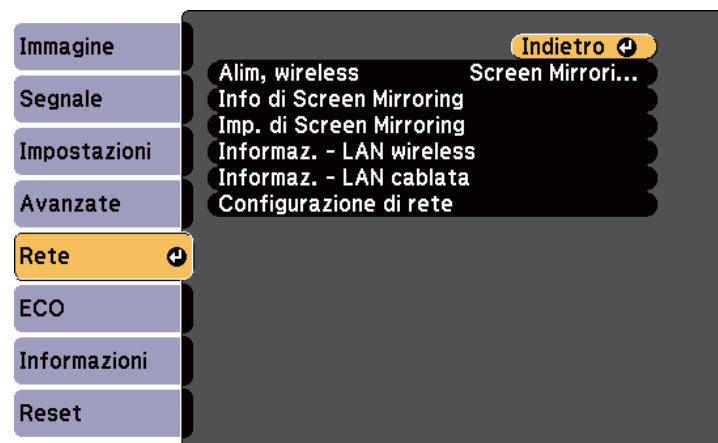 Immagine
Segnale
Impostazioni
Avanzate
Rete
ECO
Informazioni
Reset
Indietro
Alim, wireless Screen Mirrori...
Info di Screen Mirroring
Imp. di Screen Mirroring
Informaz. - LAN wireless
Informaz. - LAN cablata
Configurazione di rete